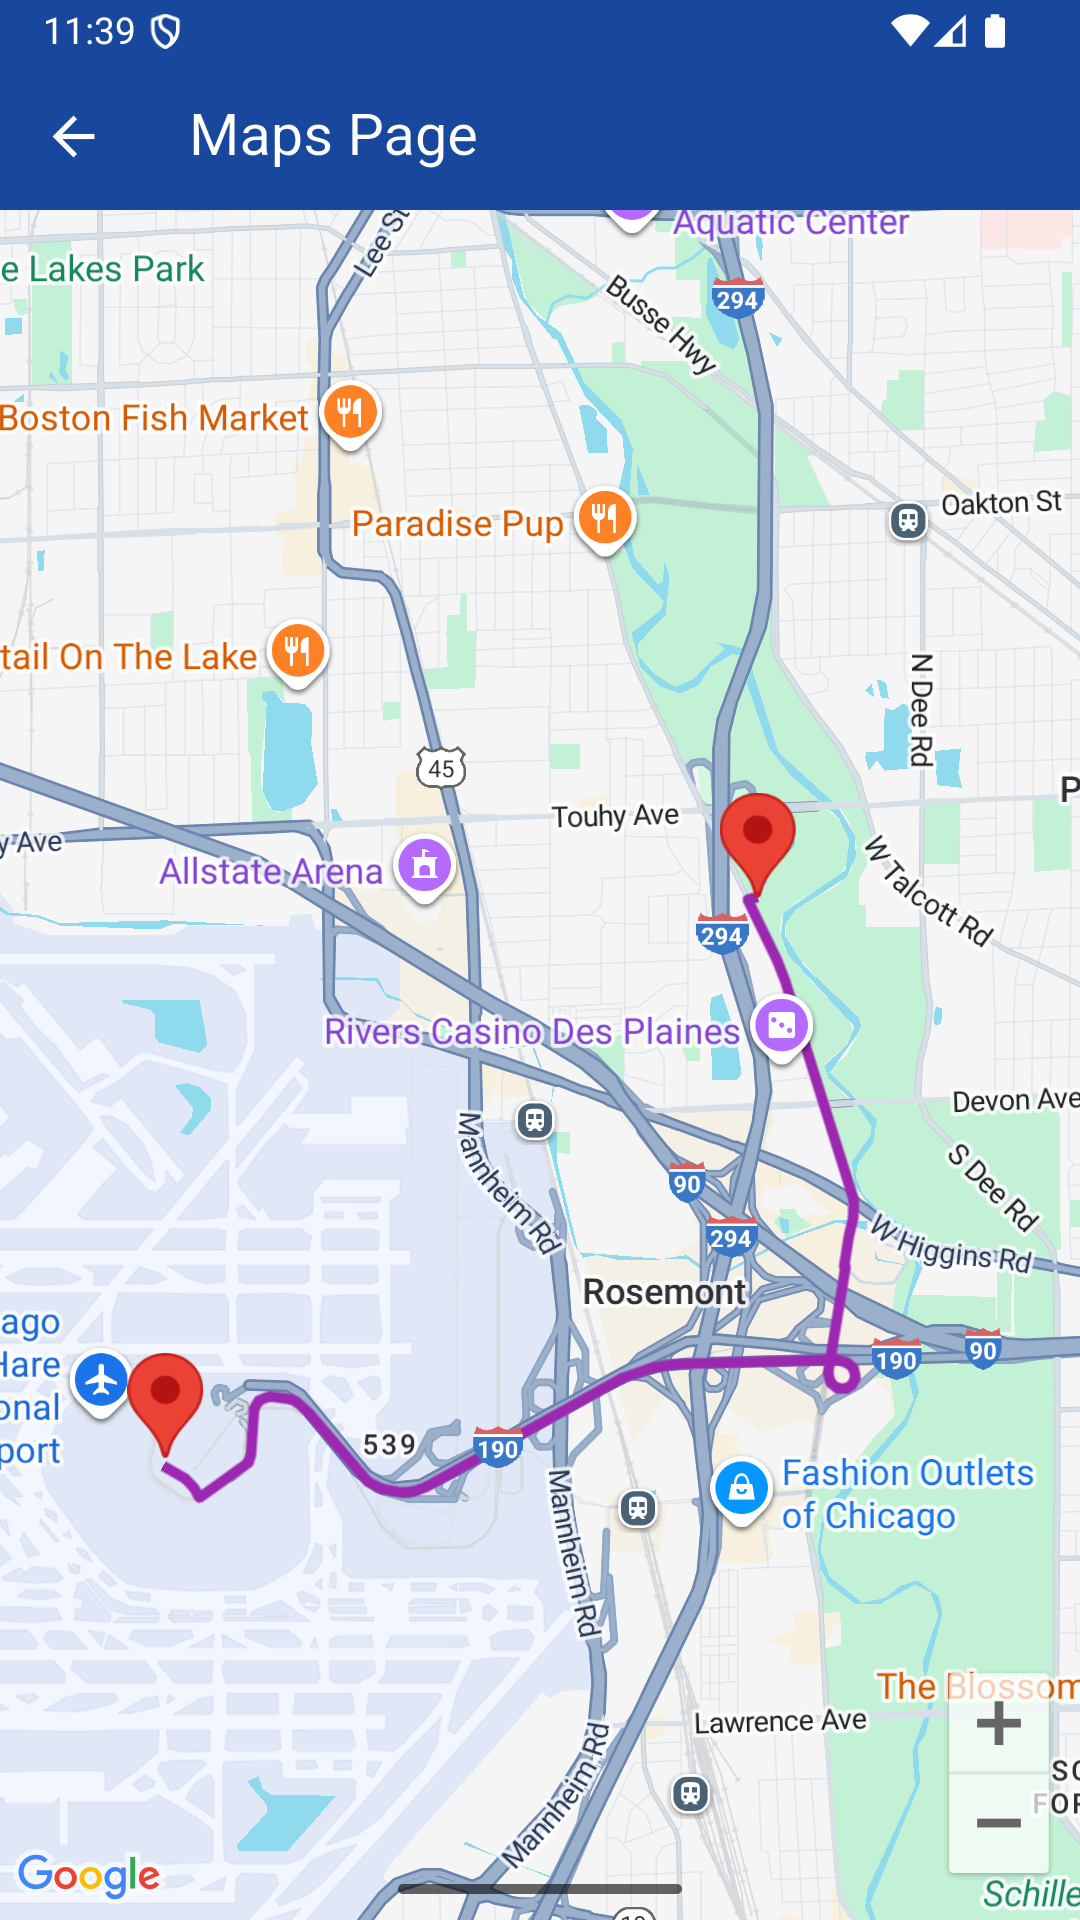 11:39
Maps Page
Aquatic Center
Lee St
e Lakes Park
294
Busse Hwy
Boston Fish Market
Paradise Pup
Oakton St
tail On The Lake
N Dee Rd
45
Touhy Ave
P
y Ave
Allstate Arena
W Talcott Rd
294
Rivers Casino Des Plaines
Devon Ave
Mannheim Rd
S Dee Rd
90
294
W Higgins Rd
Rosemont
ago
Hare
onal
port
190
90
539
190
Fashion Outlets
of Chicago
Mannheim Rd
The Blossom
Lawrence Ave
+
SC
FOR
−
Mannheim Rd
Google
Schille